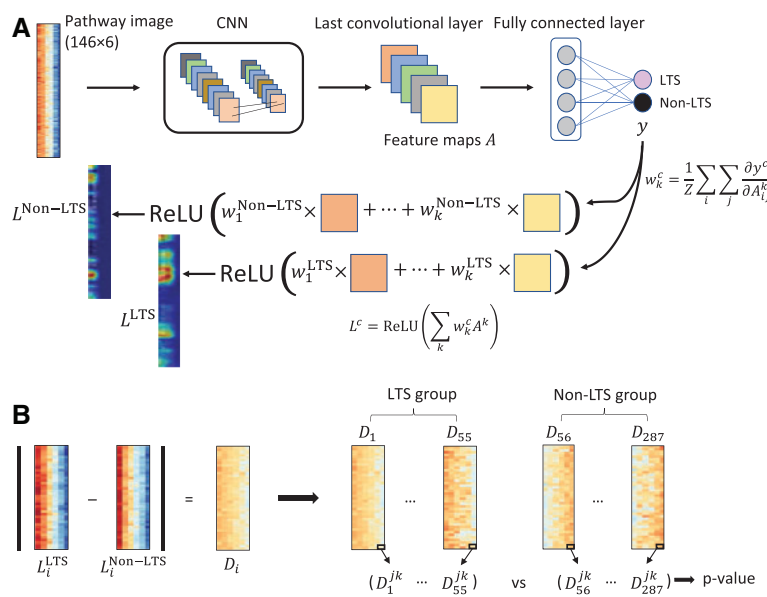 A
Pathway image
(146×6)
CNN
Last convolutional layer
Fully connected layer
LTS
Non-LTS
Feature maps A
y
w_k^c = 1/Z ∑_i ∑_j ∂y^c/∂A_i^k
L^Non-LTS
ReLU(w_1^Non-LTS × + ⋯ + w_k^Non-LTS × )
L^LTS
ReLU(w_1^LTS × + ⋯ + w_k^LTS × )
L^c = ReLU(∑_k w_k^c A^k)
B
LTS group
Non-LTS group
D_1
D_55
D_56
D_287
−
=
...
...
L_i^LTS
L_i^Non-LTS
D_i
(D_1^jk ⋯ D_55^jk) vs (D_56^jk ⋯ D_287^jk) p-value